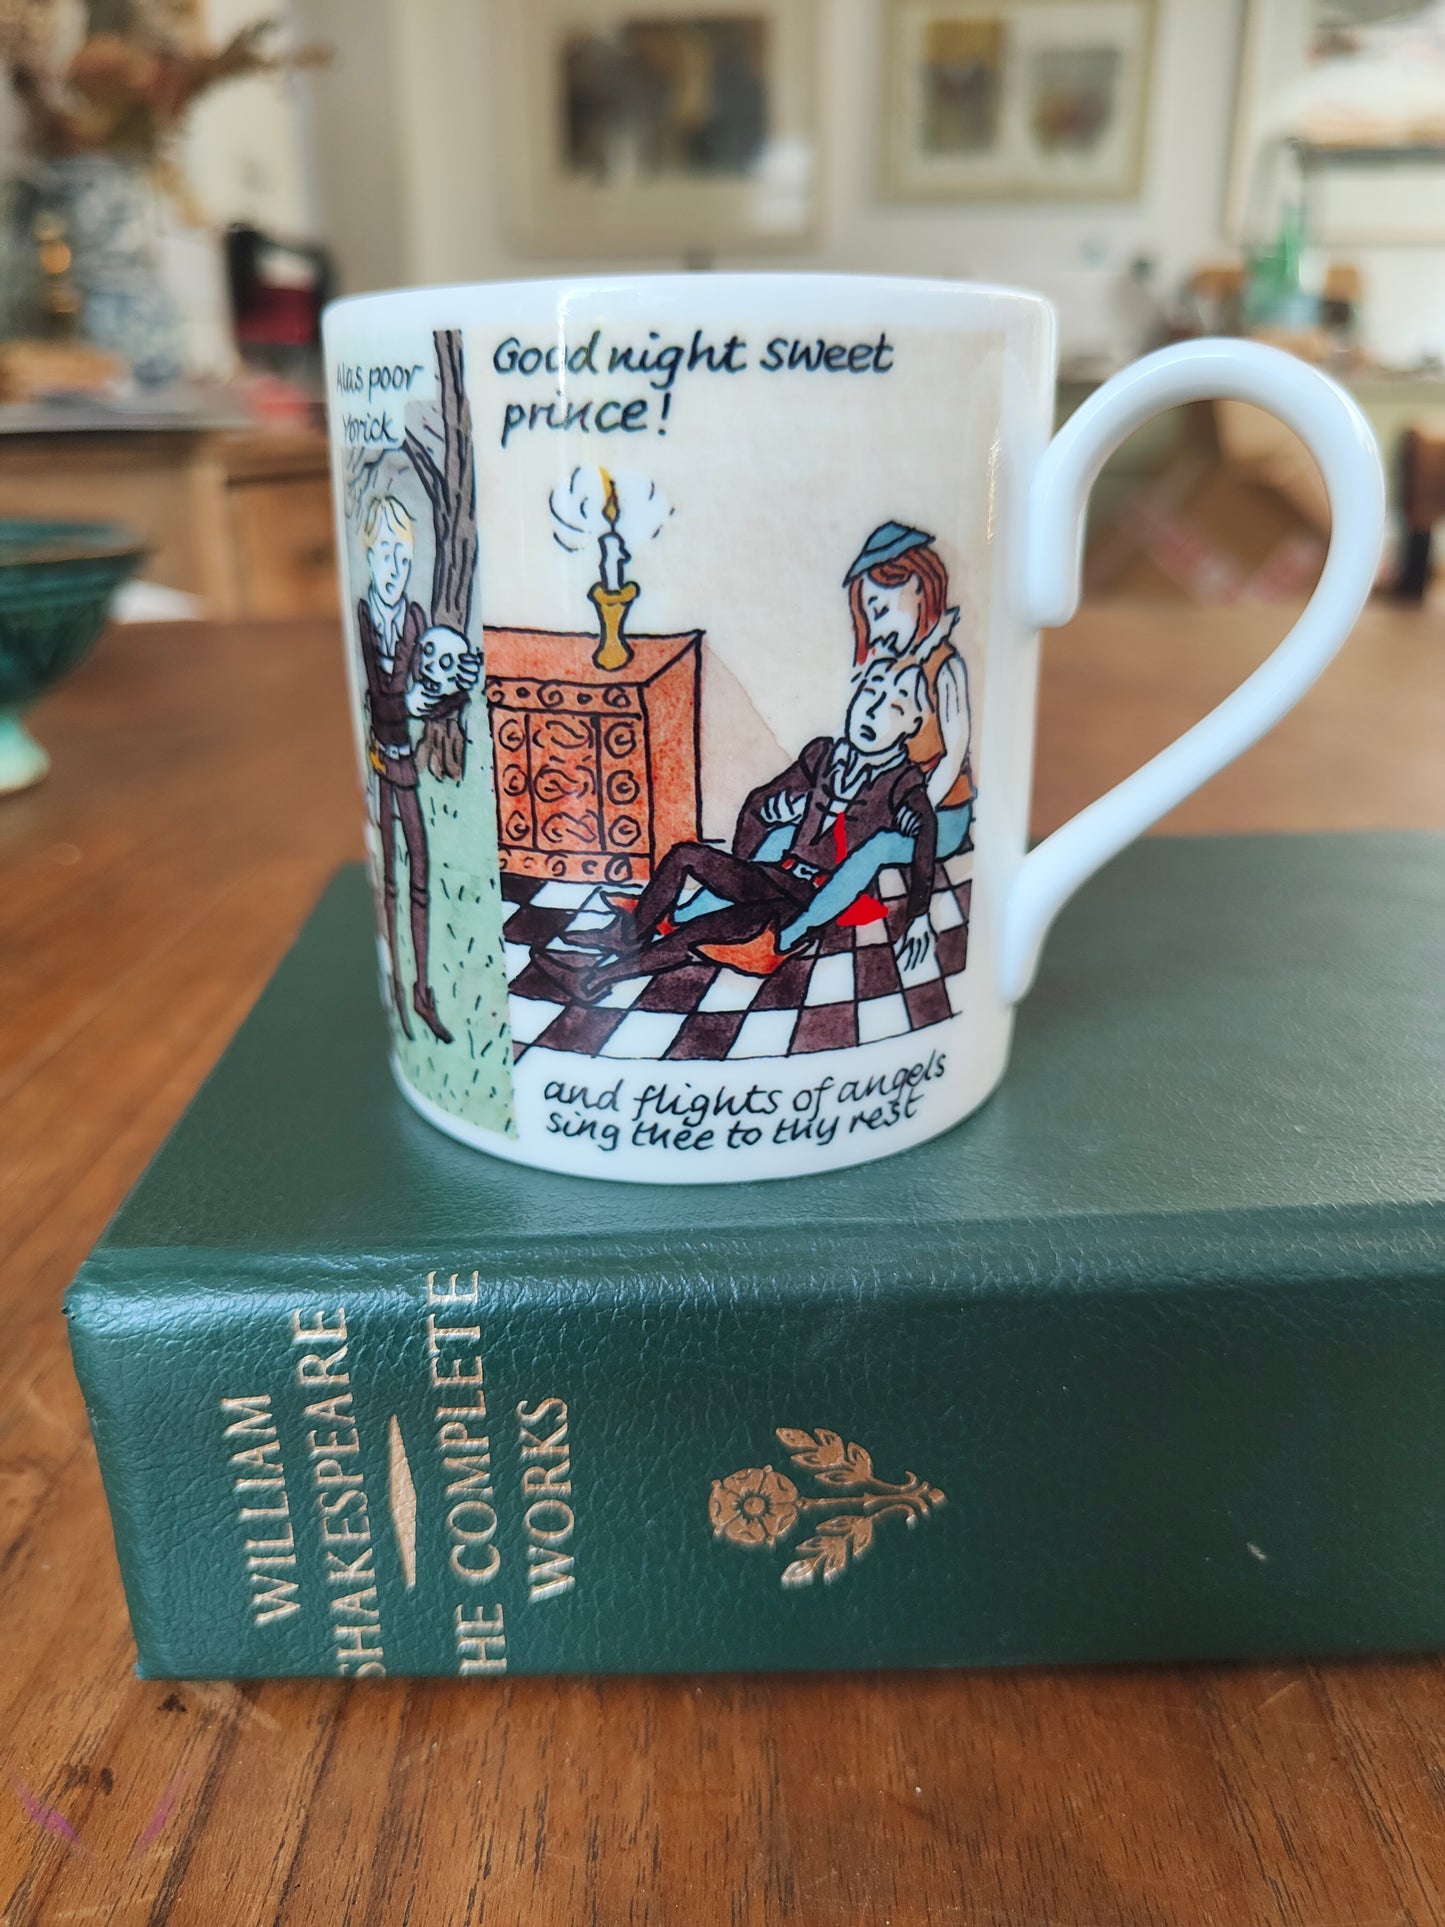 Alas poor
Yorick
Good night sweet
prince!
and flights of angels
sing thee to thy rest
WILLIAM
SHAKESPEARE
THE COMPLETE
WORKS